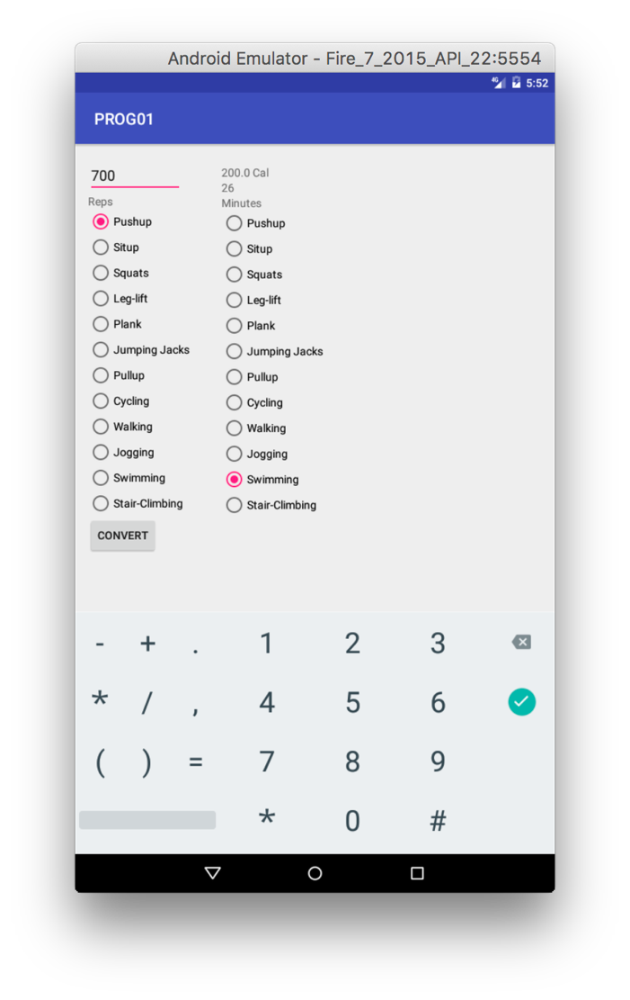 Android Emulator - Fire_7_2015_API_22:5554
4G 5:52
PROG01
700
200.0 Cal
26
Reps
Minutes
Pushup Pushup
Situp Situp
Squats Squats
Leg-lift Leg-lift
Plank Plank
Jumping Jacks Jumping Jacks
Pullup Pullup
Cycling Cycling
Walking Walking
Jogging Jogging
Swimming Swimming
Stair-Climbing Stair-Climbing
CONVERT
- + . 1 2 3
* / , 4 5 6
( ) = 7 8 9
* 0 #